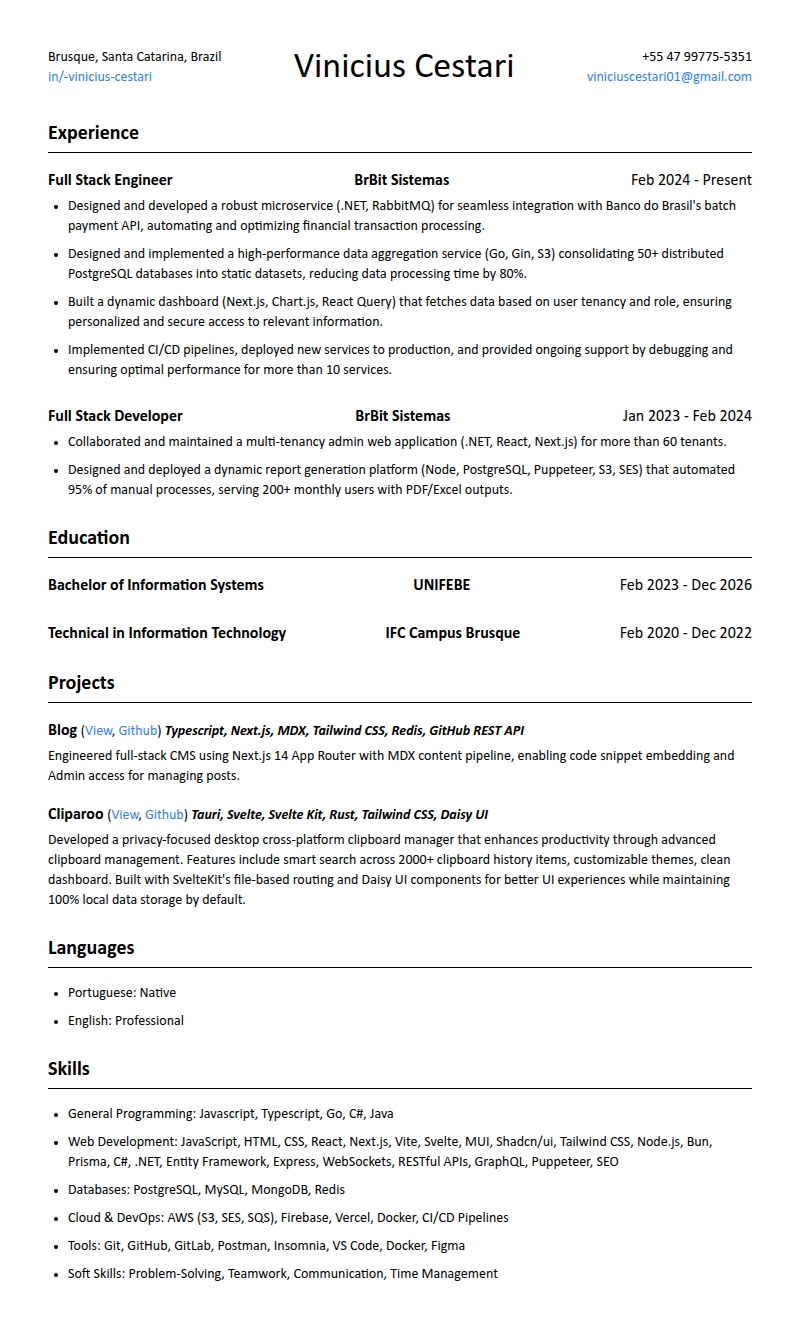 Brusque, Santa Catarina, Brazil
in/-vinicius-cestari
Vinicius Cestari
+55 47 99775-5351
viniciuscestari01@gmail.com
Experience
Full Stack Engineer BrBit Sistemas Feb 2024 - Present
• Designed and developed a robust microservice (.NET, RabbitMQ) for seamless integration with Banco do Brasil's batch
payment API, automating and optimizing financial transaction processing.
• Designed and implemented a high-performance data aggregation service (Go, Gin, S3) consolidating 50+ distributed
PostgreSQL databases into static datasets, reducing data processing time by 80%.
• Built a dynamic dashboard (Next.js, Chart.js, React Query) that fetches data based on user tenancy and role, ensuring
personalized and secure access to relevant information.
• Implemented CI/CD pipelines, deployed new services to production, and provided ongoing support by debugging and
ensuring optimal performance for more than 10 services.
Full Stack Developer BrBit Sistemas Jan 2023 - Feb 2024
• Collaborated and maintained a multi-tenancy admin web application (.NET, React, Next.js) for more than 60 tenants.
• Designed and deployed a dynamic report generation platform (Node, PostgreSQL, Puppeteer, S3, SES) that automated
95% of manual processes, serving 200+ monthly users with PDF/Excel outputs.
Education
Bachelor of Information Systems UNIFEBE Feb 2023 - Dec 2026
Technical in Information Technology IFC Campus Brusque Feb 2020 - Dec 2022
Projects
Blog (View, Github) Typescript, Next.js, MDX, Tailwind CSS, Redis, GitHub REST API
Engineered full-stack CMS using Next.js 14 App Router with MDX content pipeline, enabling code snippet embedding and
Admin access for managing posts.
Cliparoo (View, Github) Tauri, Svelte, Svelte Kit, Rust, Tailwind CSS, Daisy UI
Developed a privacy-focused desktop cross-platform clipboard manager that enhances productivity through advanced
clipboard management. Features include smart search across 2000+ clipboard history items, customizable themes, clean
dashboard. Built with SvelteKit's file-based routing and Daisy UI components for better UI experiences while maintaining
100% local data storage by default.
Languages
• Portuguese: Native
• English: Professional
Skills
• General Programming: Javascript, Typescript, Go, C#, Java
• Web Development: JavaScript, HTML, CSS, React, Next.js, Vite, Svelte, MUI, Shadcn/ui, Tailwind CSS, Node.js, Bun,
Prisma, C#, .NET, Entity Framework, Express, WebSockets, RESTful APIs, GraphQL, Puppeteer, SEO
• Databases: PostgreSQL, MySQL, MongoDB, Redis
• Cloud & DevOps: AWS (S3, SES, SQS), Firebase, Vercel, Docker, CI/CD Pipelines
• Tools: Git, GitHub, GitLab, Postman, Insomnia, VS Code, Docker, Figma
• Soft Skills: Problem-Solving, Teamwork, Communication, Time Management